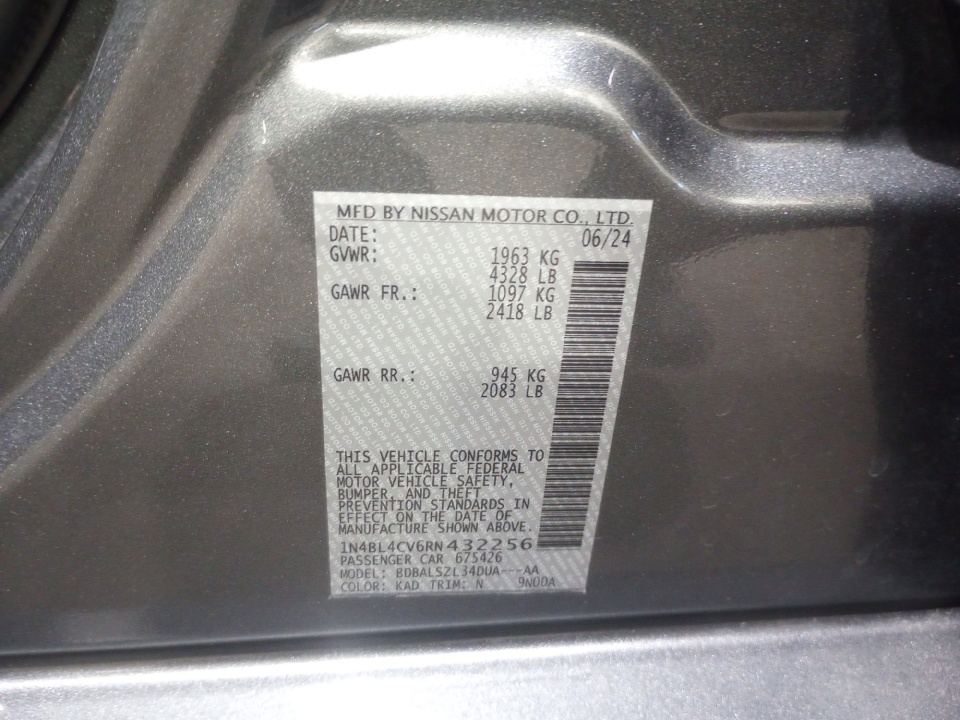 MFD BY NISSAN MOTOR CO., LTD.
DATE: 06/24
GVWR: 1963 KG
4328 LB
GAWR FR.: 1097 KG
2418 LB
GAWR RR.: 945 KG
2083 LB
THIS VEHICLE CONFORMS TO
ALL APPLICABLE FEDERAL
MOTOR VEHICLE SAFETY,
BUMPER, AND THEFT
PREVENTION STANDARDS IN
EFFECT ON THE DATE OF
MANUFACTURE SHOWN ABOVE.
1N4BL4CV6RN432256
PASSENGER CAR 675426
MODEL: BDBALSZL34DUA---AA
COLOR: KAD TRIM: N 9N0DA